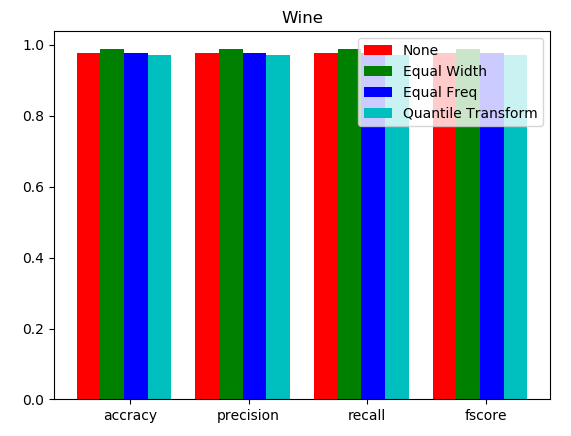 Wine
1.0
0.8
0.6
0.4
0.2
0.0
None
Equal Width
Equal Freq
Quantile Transform
accracy
precision
recall
fscore